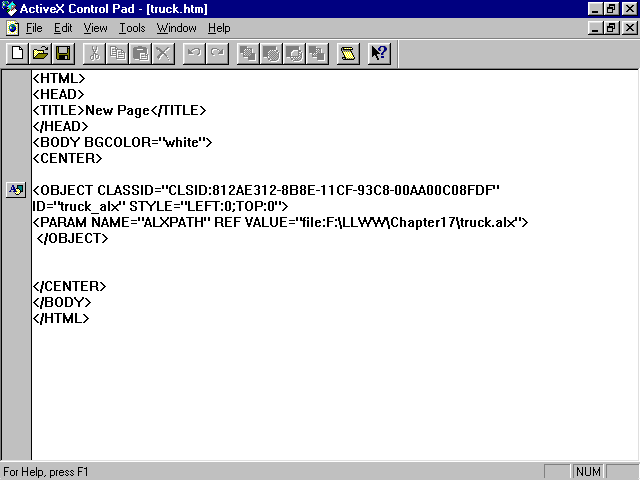 ActiveX Control Pad - [truck.htm]
File Edit View Tools Window Help
<HTML>
<HEAD>
<TITLE>New Page</TITLE>
</HEAD>
<BODY BGCOLOR="white">
<CENTER>
<OBJECT CLASSID="CLSID:812AE312-8B8E-11CF-93C8-00AA00C08FDF"
ID="truck_alx" STYLE="LEFT:0;TOP:0">
<PARAM NAME="ALXPATH" REF VALUE="file:F:\LLWW\Chapter17\truck.alx">
</OBJECT>
</CENTER>
</BODY>
</HTML>
For Help, press F1 NUM